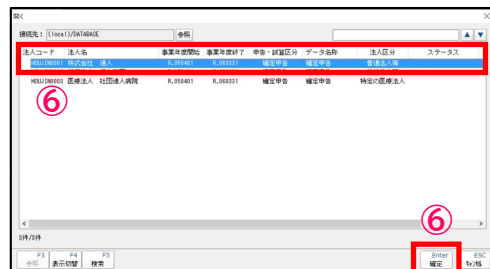 開く
接続先: (local)/DATABASE 参照
法人コード 法人名 事業年度開始 事業年度終了 申告・試算区分 データ名称 法人区分 ステータス
HOUJIN0001 株式会社 達人 R.050401 R.060331 確定申告 確定申告 普通法人等
HOUJIN0003 医療法人 社団達人病院 R.050401 R.060331 確定申告 確定申告 特定の医療法人
⑥
⑥
3件/3件
F3 F4 F5 Enter ESC
参照 表示切替 検索 確定 ｷｬﾝｾﾙ